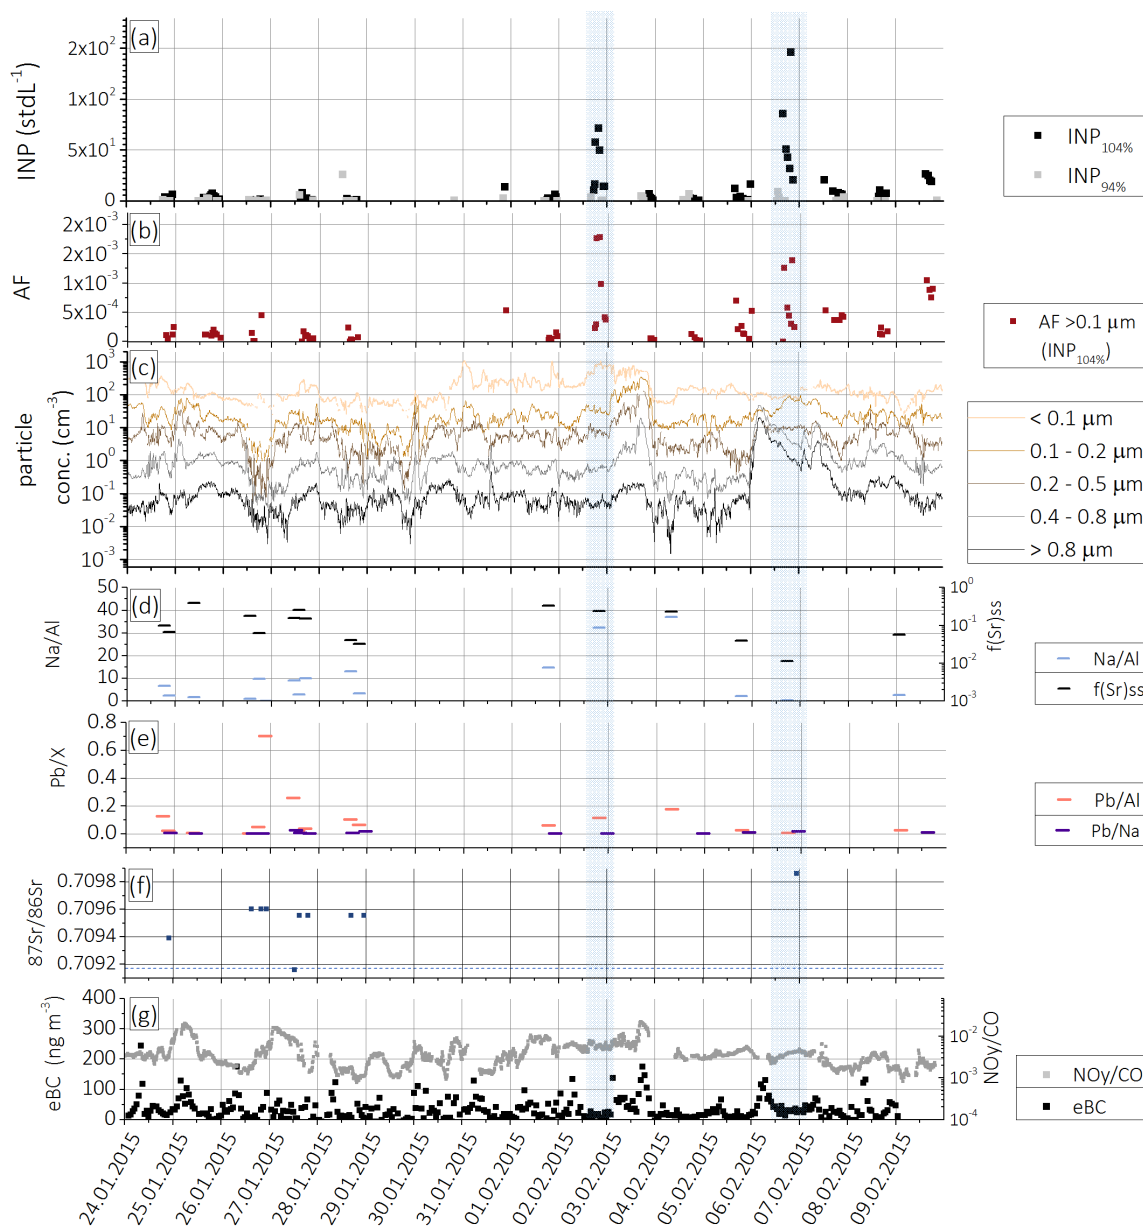 (a)
2x10²
1x10²
5x10¹
0
INP (stdL⁻¹)
INP₁₀₄%
INP₉₄%
(b)
2x10⁻³
2x10⁻³
1x10⁻³
5x10⁻⁴
0
AF
AF >0.1 μm
(INP₁₀₄%)
(c)
10³
10²
10¹
10⁰
10⁻¹
10⁻²
10⁻³
particle
conc. (cm⁻³)
< 0.1 μm
0.1 - 0.2 μm
0.2 - 0.5 μm
0.4 - 0.8 μm
> 0.8 μm
(d)
50
40
30
20
10
0
Na/Al
10⁰
10⁻¹
10⁻²
10⁻³
f(Sr)ss
Na/Al
f(Sr)ss
(e)
0.8
0.6
0.4
0.2
0.0
Pb/X
Pb/Al
Pb/Na
(f)
0.7098
0.7096
0.7094
0.7092
87Sr/86Sr
(g)
400
300
200
100
0
eBC (ng m⁻³)
10⁻²
10⁻³
10⁻⁴
NOy/CO
NOy/CO
eBC
24.01.2015
25.01.2015
26.01.2015
27.01.2015
28.01.2015
29.01.2015
30.01.2015
31.01.2015
01.02.2015
02.02.2015
03.02.2015
04.02.2015
05.02.2015
06.02.2015
07.02.2015
08.02.2015
09.02.2015